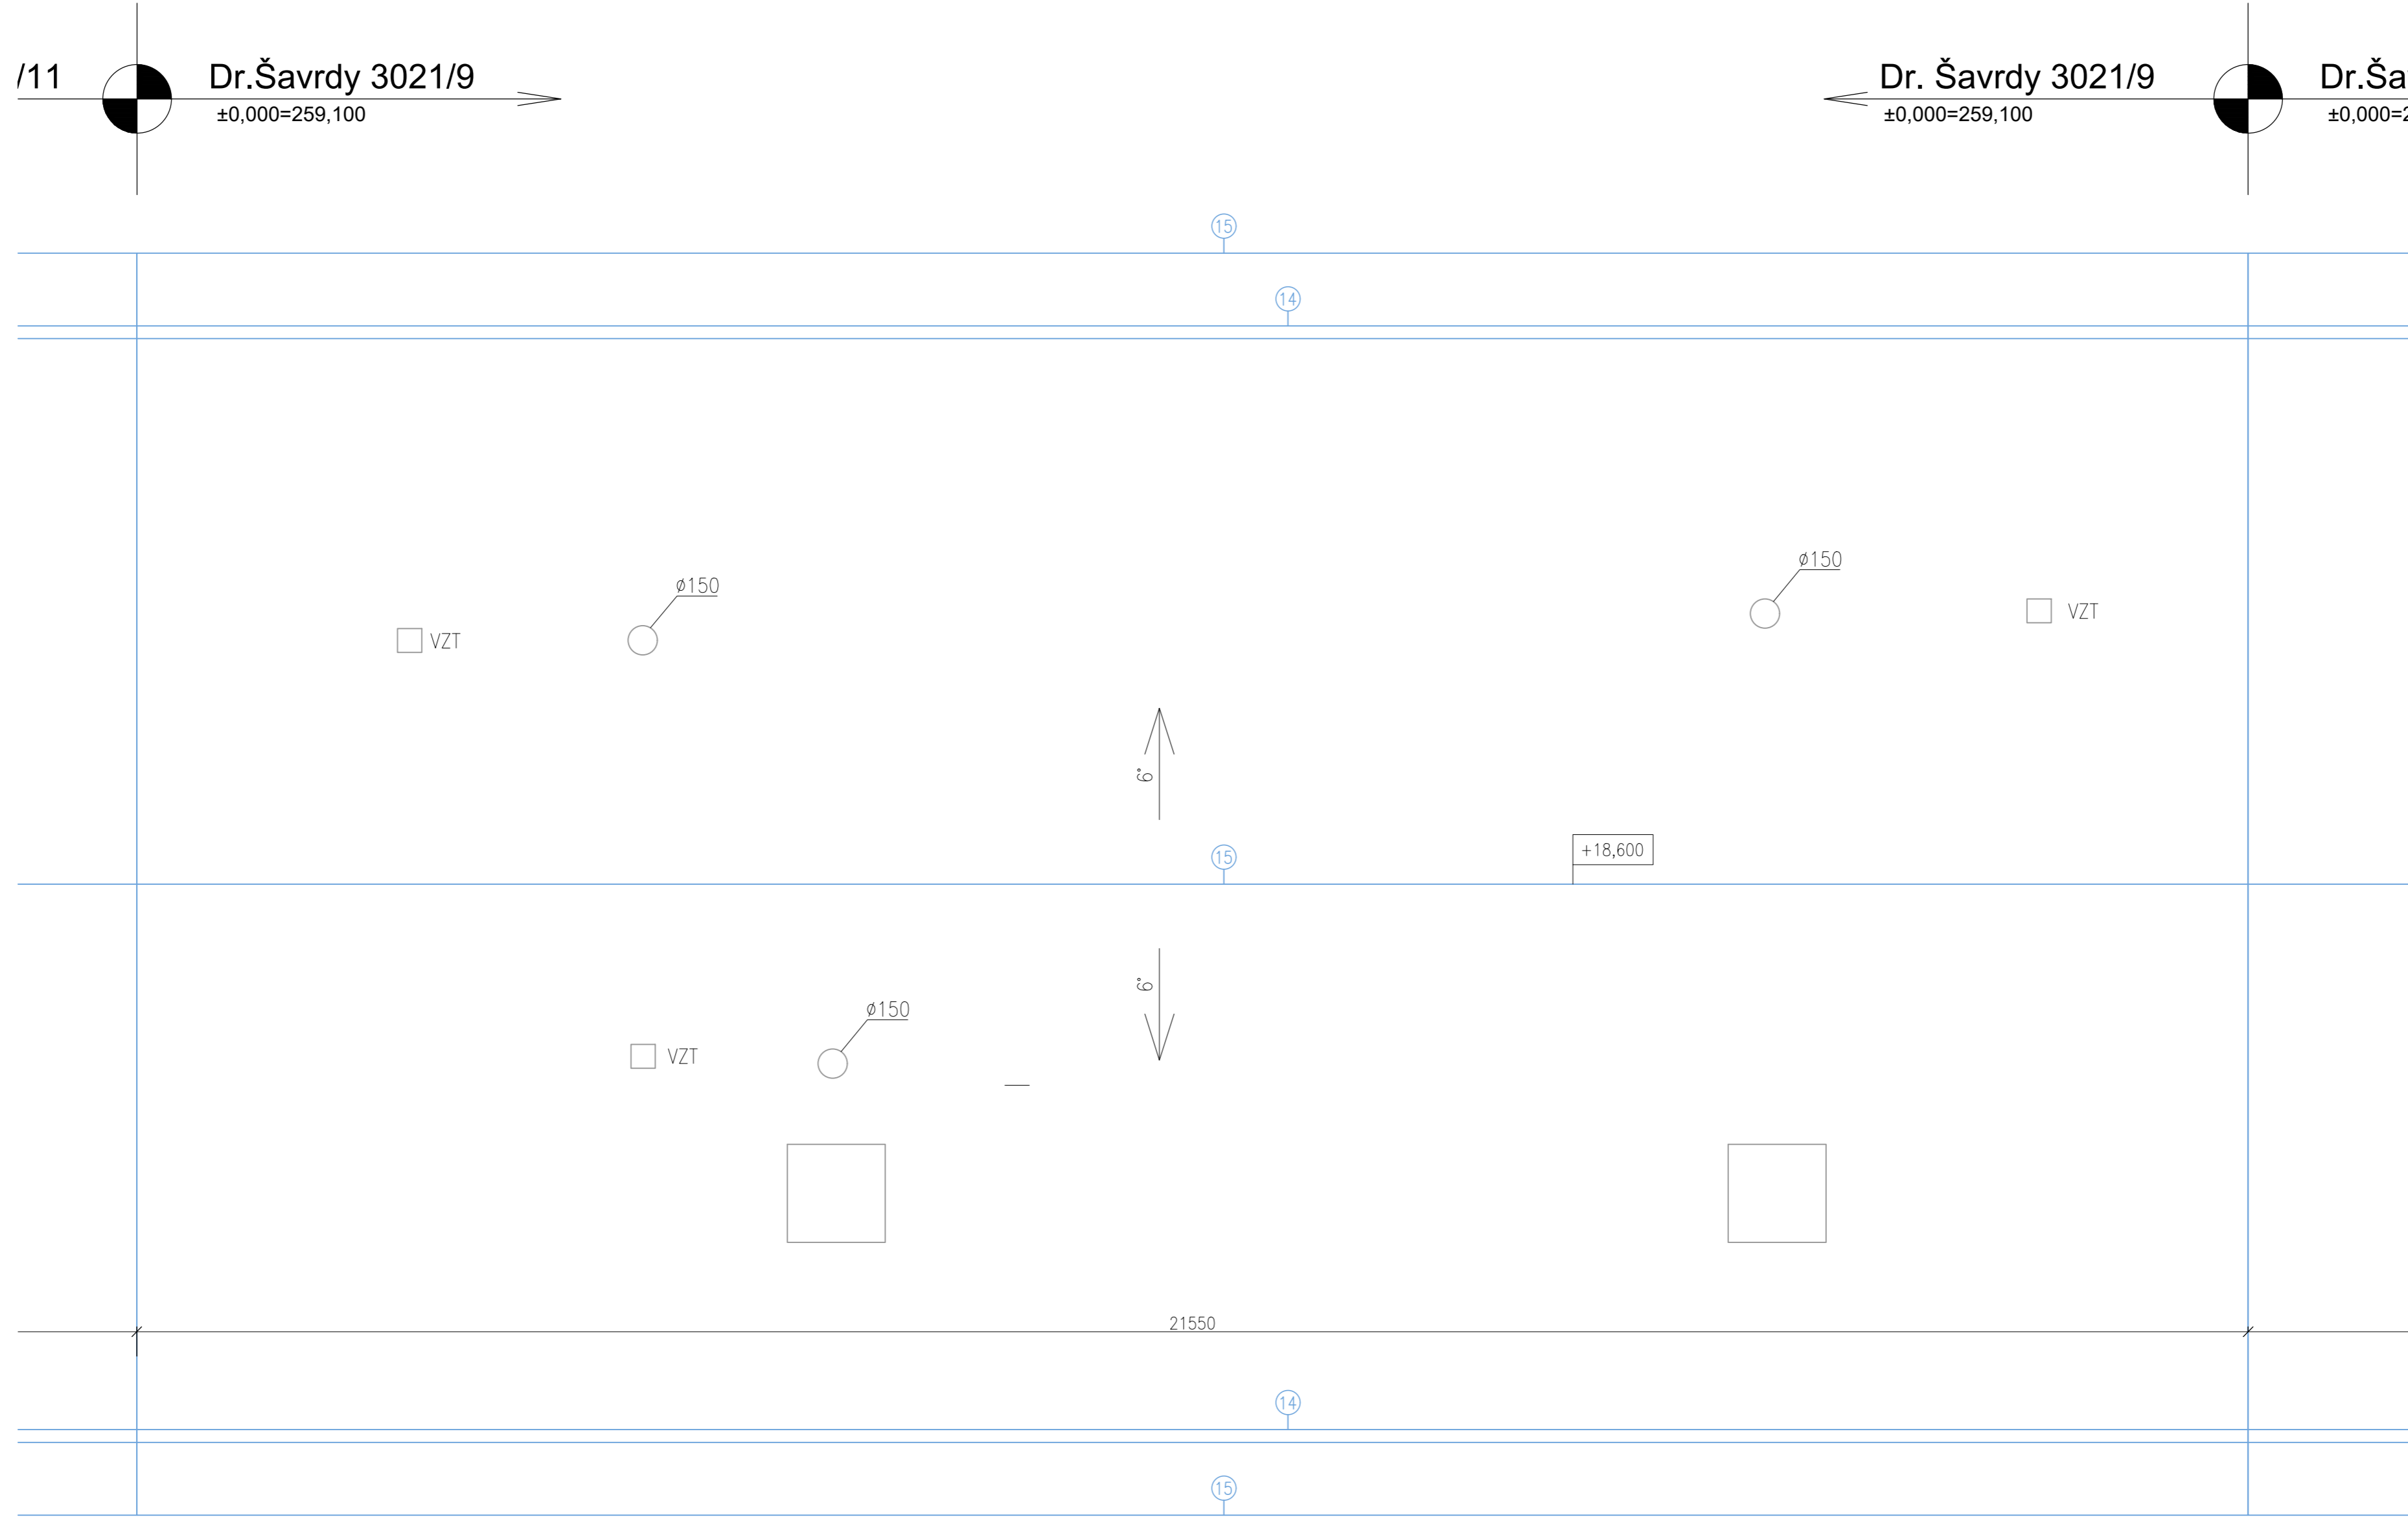 /11
Dr.Šavrdy 3021/9
±0,000=259,100
Dr. Šavrdy 3021/9
±0,000=259,100
Dr.Ša
±0,000=2
15
14
ø150
VZT
ø150
VZT
6°
15
+18,600
6°
ø150
VZT
21550
14
15